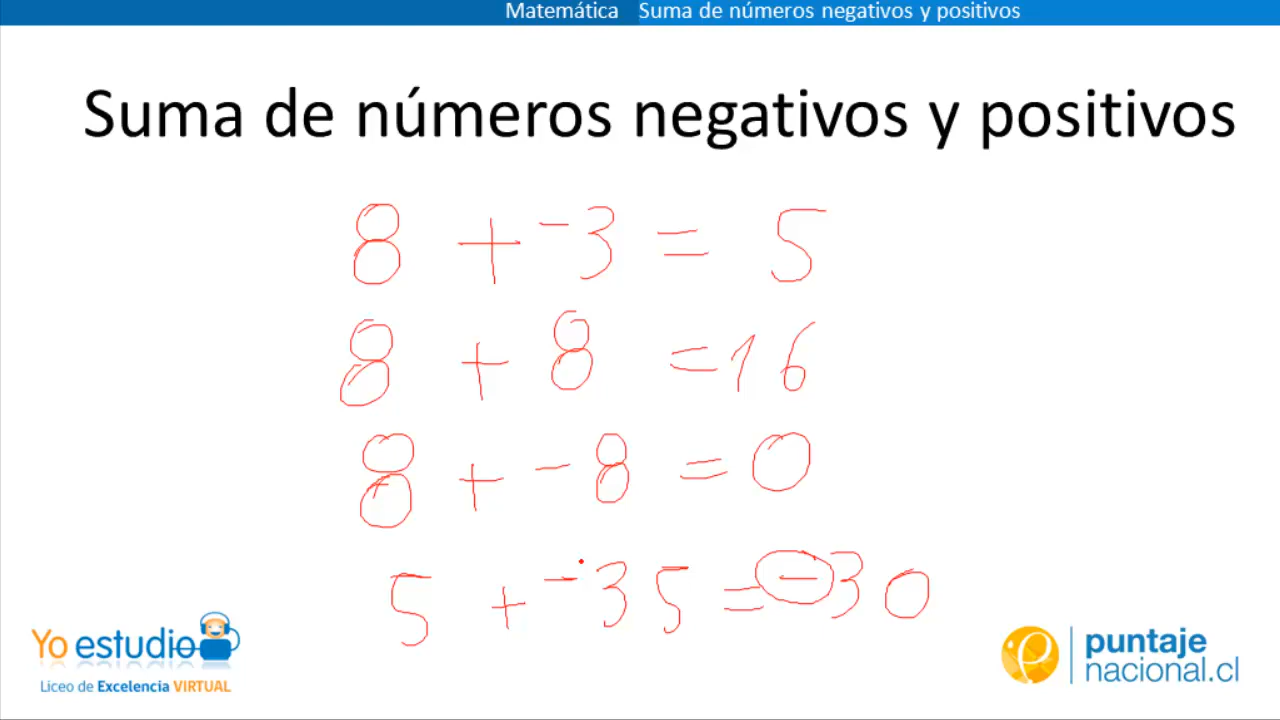 Matemática Suma de números negativos y positivos
Suma de números negativos y positivos
8 + -3 = 5
8 + 8 = 16
8 + -8 = 0
5 + -35 = -30
Yo estudio
Liceo de Excelencia VIRTUAL
puntaje
nacional.cl